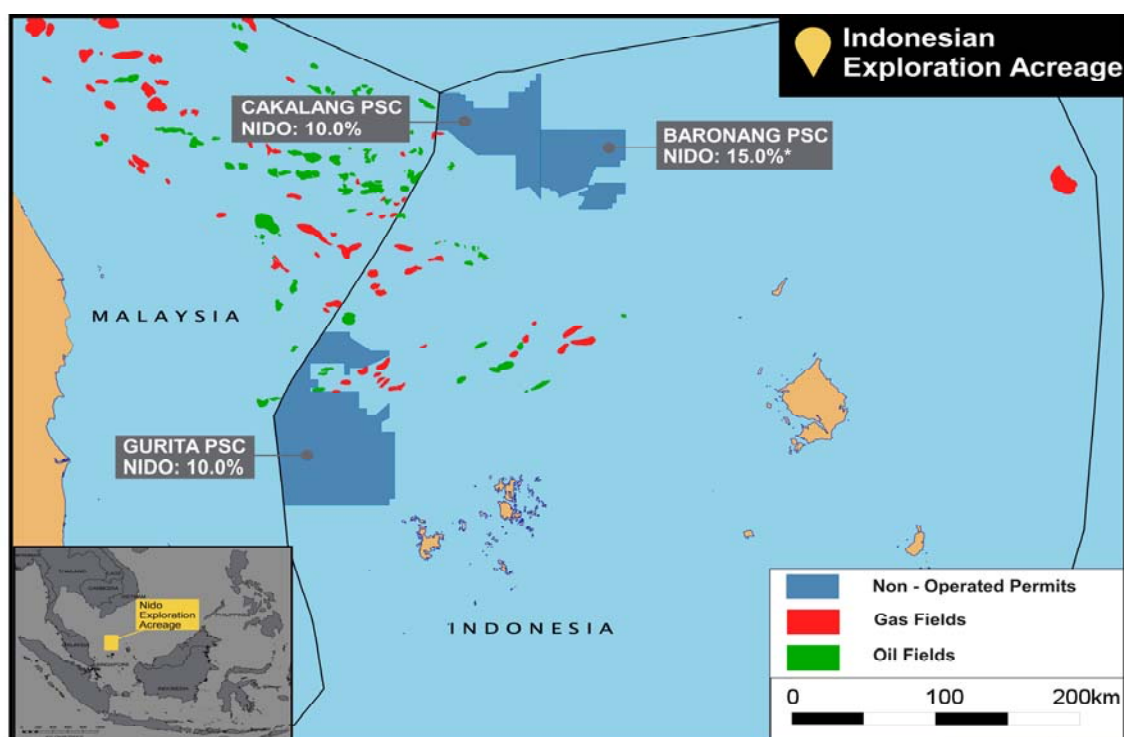 Indonesian
Exploration Acreage
CAKALANG PSC
NIDO: 10.0%
BARONANG PSC
NIDO: 15.0%*
MALAYSIA
GURITA PSC
NIDO: 10.0%
INDONESIA
Nido
Exploration
Acreage
Non - Operated Permits
Gas Fields
Oil Fields
0 100 200km